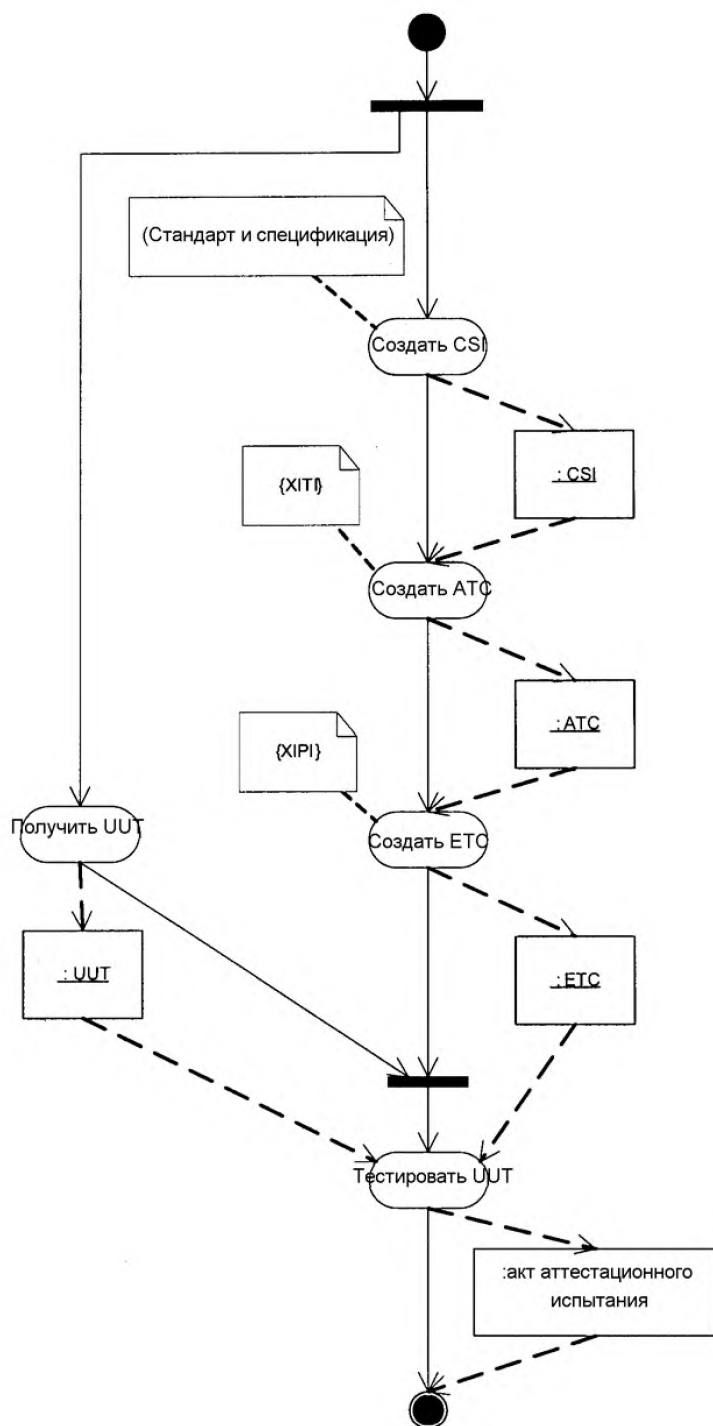 (Стандарт и спецификация)
Создать CSI
: CSI
{XITI}
Создать ATC
:ATC
{XIPI}
Получить UUT
Создать ETC
: UUT
:ETC
Тестировать UUT
:акт аттестационного
испытания